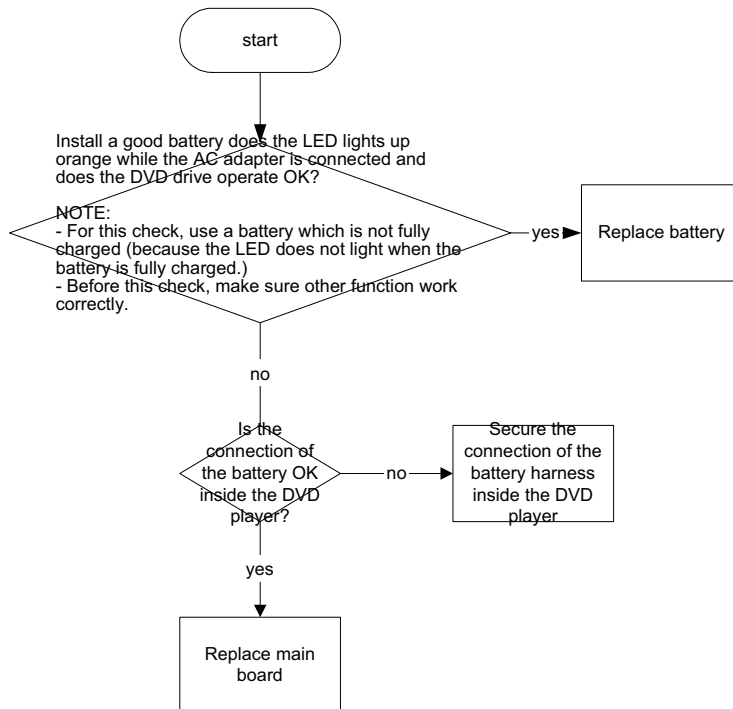 start
Install a good battery does the LED lights up
orange while the AC adapter is connected and
does the DVD drive operate OK?
NOTE:
- For this check, use a battery which is not fully
charged (because the LED does not light when the
battery is fully charged.)
- Before this check, make sure other function work
correctly.
yes
Replace battery
no
Is the
connection of
the battery OK
inside the DVD
player?
no
Secure the
connection of the
battery harness
inside the DVD
player
yes
Replace main
board